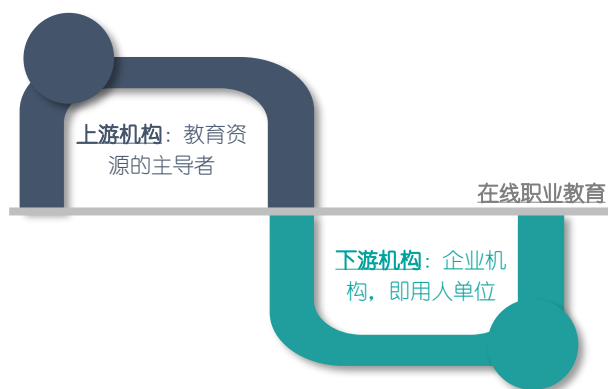 上游机构：教育资
源的主导者
在线职业教育
下游机构：企业机
构，即用人单位